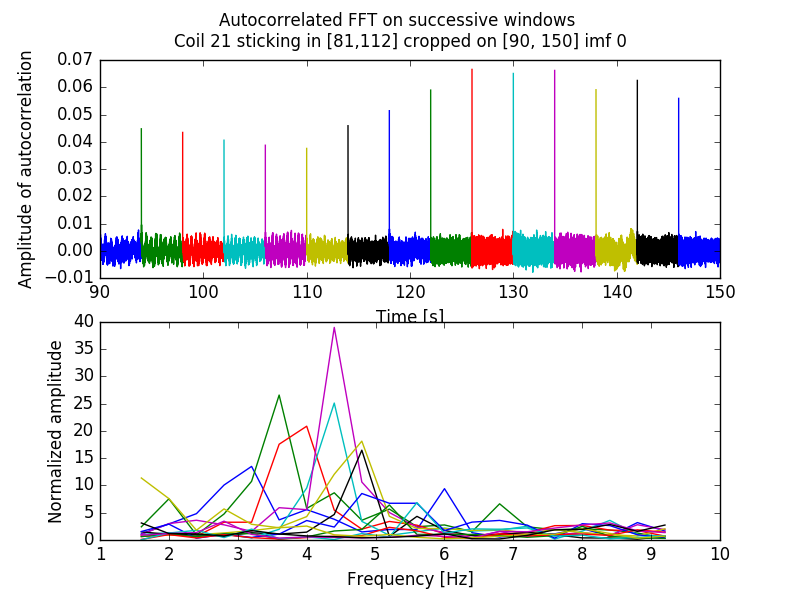 Autocorrelated FFT on successive windows
Coil 21 sticking in [81,112] cropped on [90, 150] imf 0
Amplitude of autocorrelation
0.07
0.06
0.05
0.04
0.03
0.02
0.01
0.00
−0.01
90 100 110 120 130 140 150
Time [s]
Normalized amplitude
40
35
30
25
20
15
10
5
0
1 2 3 4 5 6 7 8 9 10
Frequency [Hz]